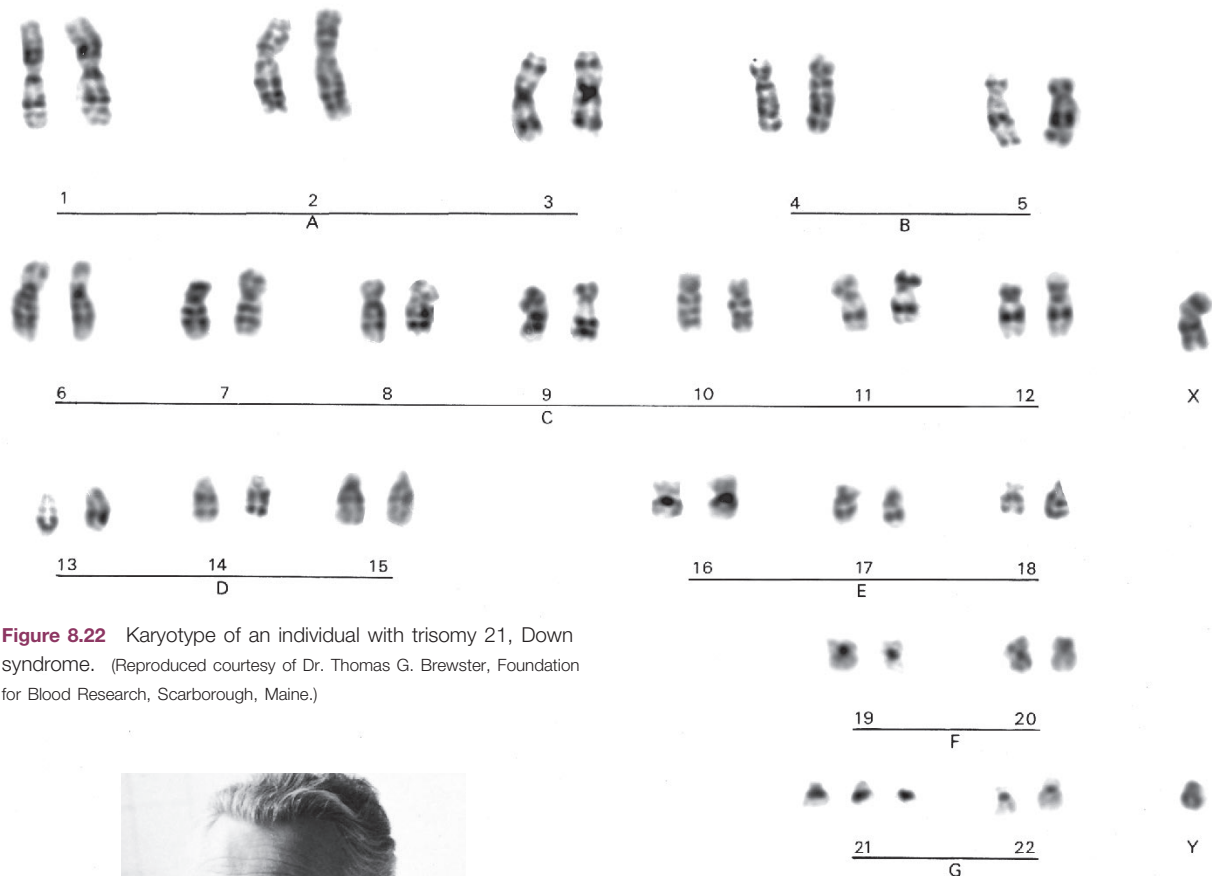 1 2 3
A
4 5
B
6 7 8 9 10 11 12
C
X
13 14 15
D
16 17 18
E
Figure 8.22 Karyotype of an individual with trisomy 21, Down
syndrome. (Reproduced courtesy of Dr. Thomas G. Brewster, Foundation
for Blood Research, Scarborough, Maine.)
19 20
F
21 22
G
Y